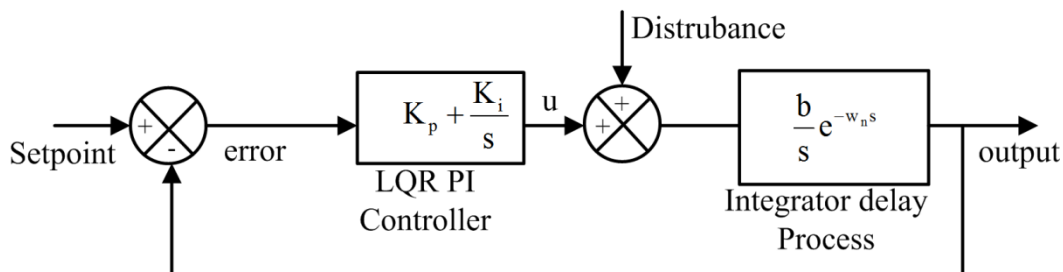 Distrubance
+
Setpoint
-
error
K_p + K_i/s
LQR PI
Controller
u
+
+
b/s e^{-w_n s}
Integrator delay
Process
output